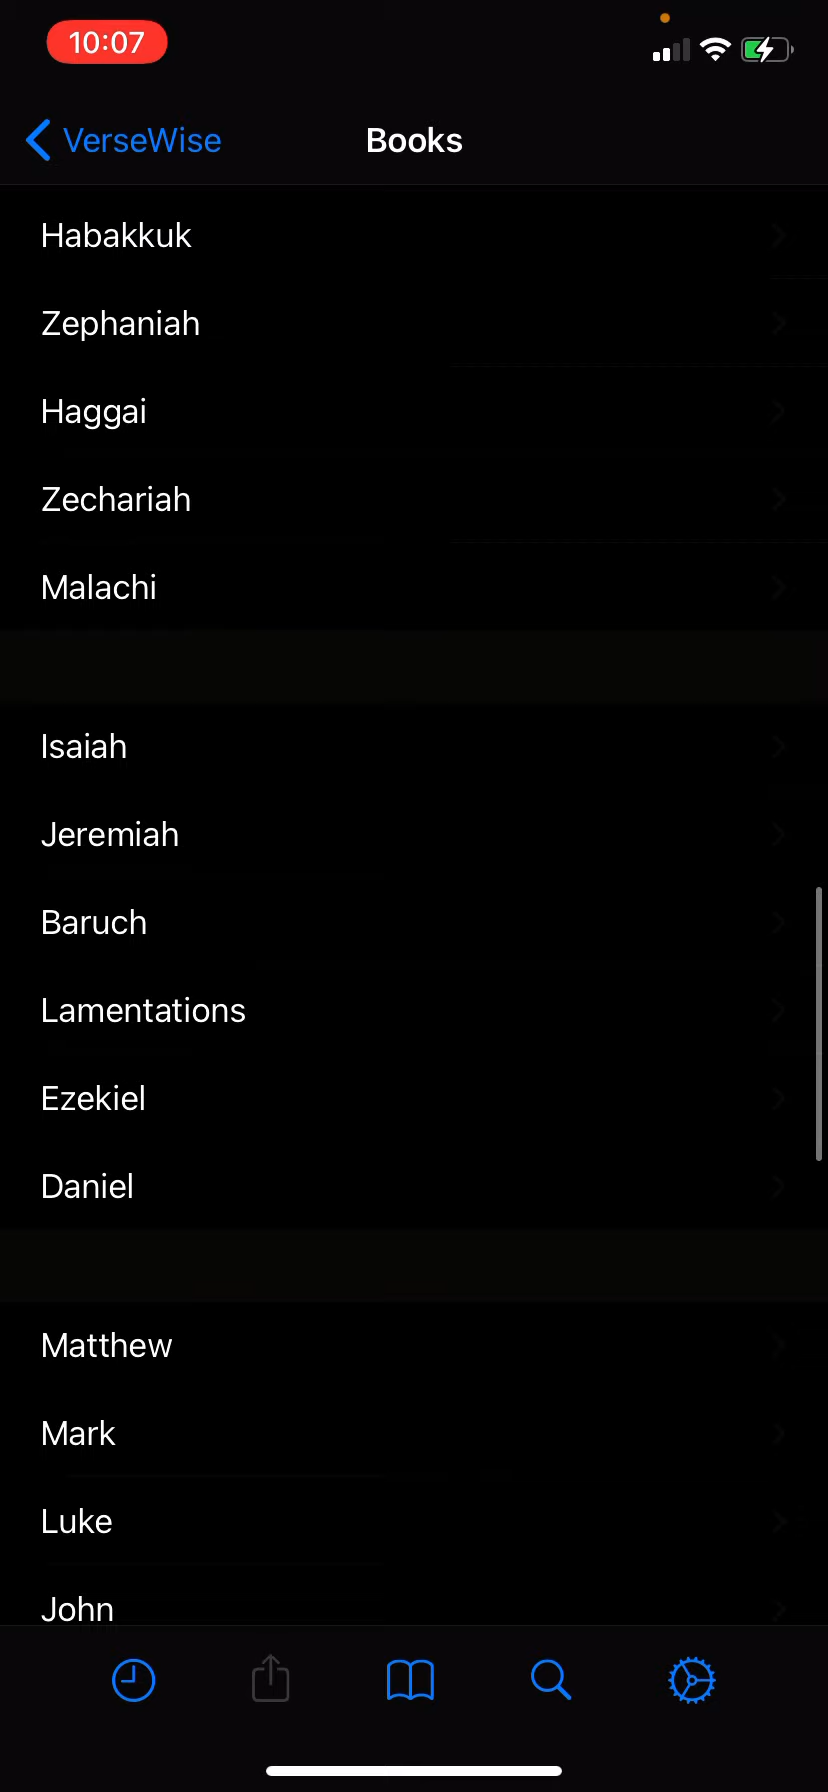 10:07
VerseWise
Books
Habakkuk
Zephaniah
Haggai
Zechariah
Malachi
Isaiah
Jeremiah
Baruch
Lamentations
Ezekiel
Daniel
Matthew
Mark
Luke
John